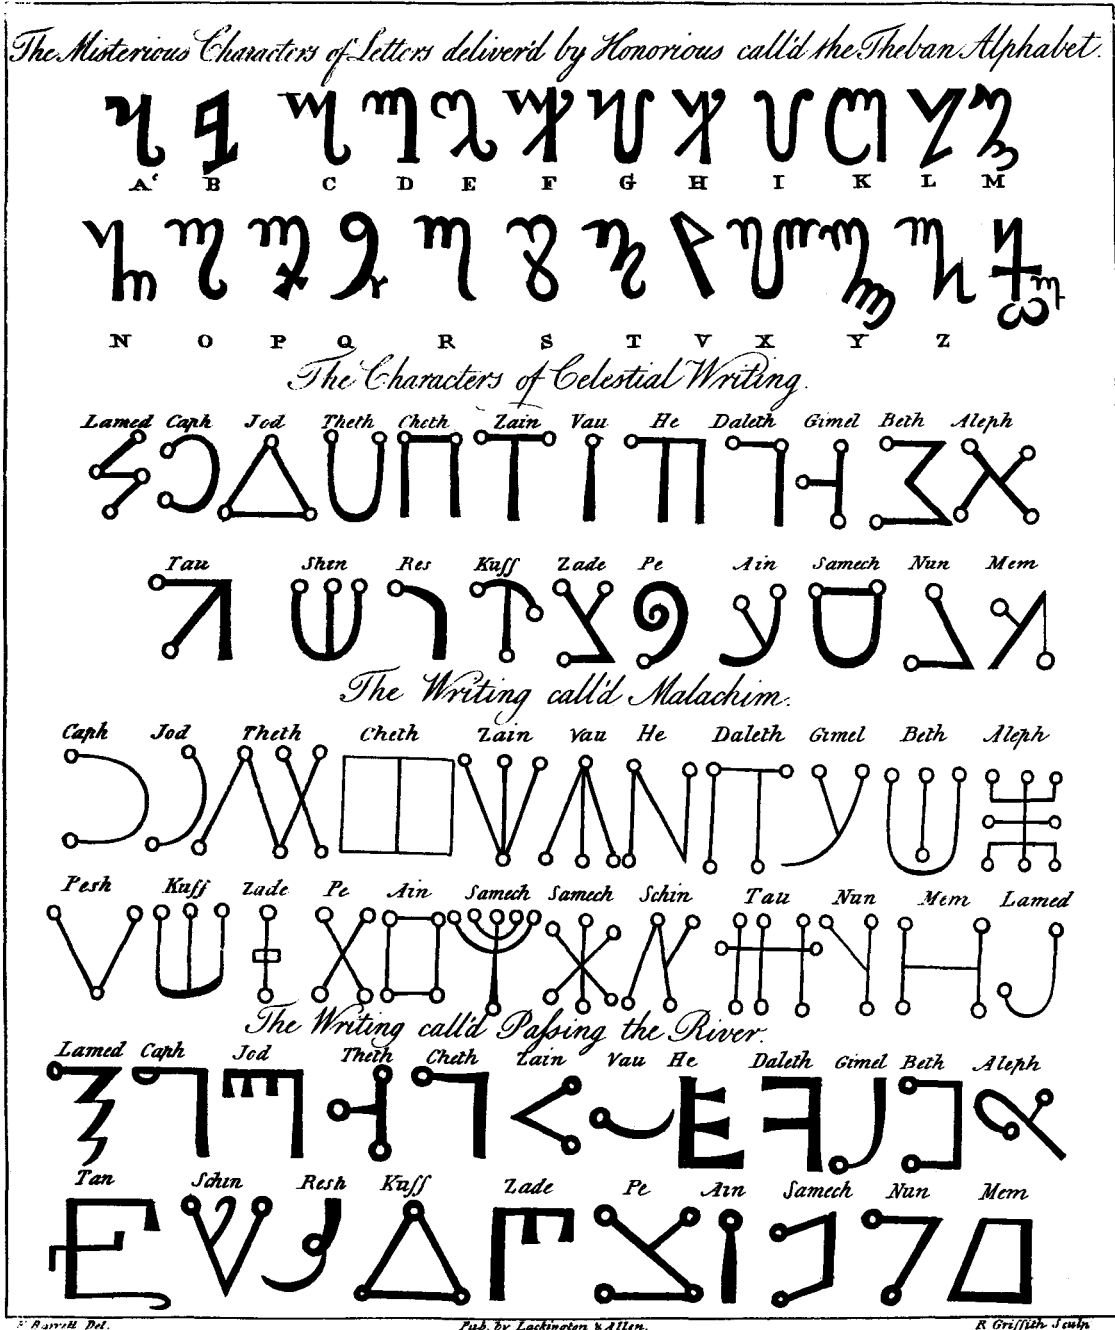 The Misterious Characters of Letters deliver'd by Honorious call'd the Theban Alphabet.
A B C D E F G H I K L M
N O P Q R S T V X Y Z
The Characters of Celestial Writing.
Lamed Caph Jod Theth Cheth Zain Vau He Daleth Gimel Beth Aleph
Tau Shin Res Kuff Zade Pe Ain Samech Nun Mem
The Writing call'd Malachim.
Caph Jod Theth Cheth Zain Vau He Daleth Gimel Beth Aleph
Pesh Kuff Zade Pe Ain Samech Samech Schin Tau Nun Mem Lamed
The Writing call'd Paſsing the River.
Lamed Caph Jod Theth Cheth Zain Vau He Daleth Gimel Beth Aleph
Tau Schin Resh Kuff Zade Pe Ain Samech Nun Mem
F. Barrett Del. Pub. by Lackington & Allen. R Griffith Sculp